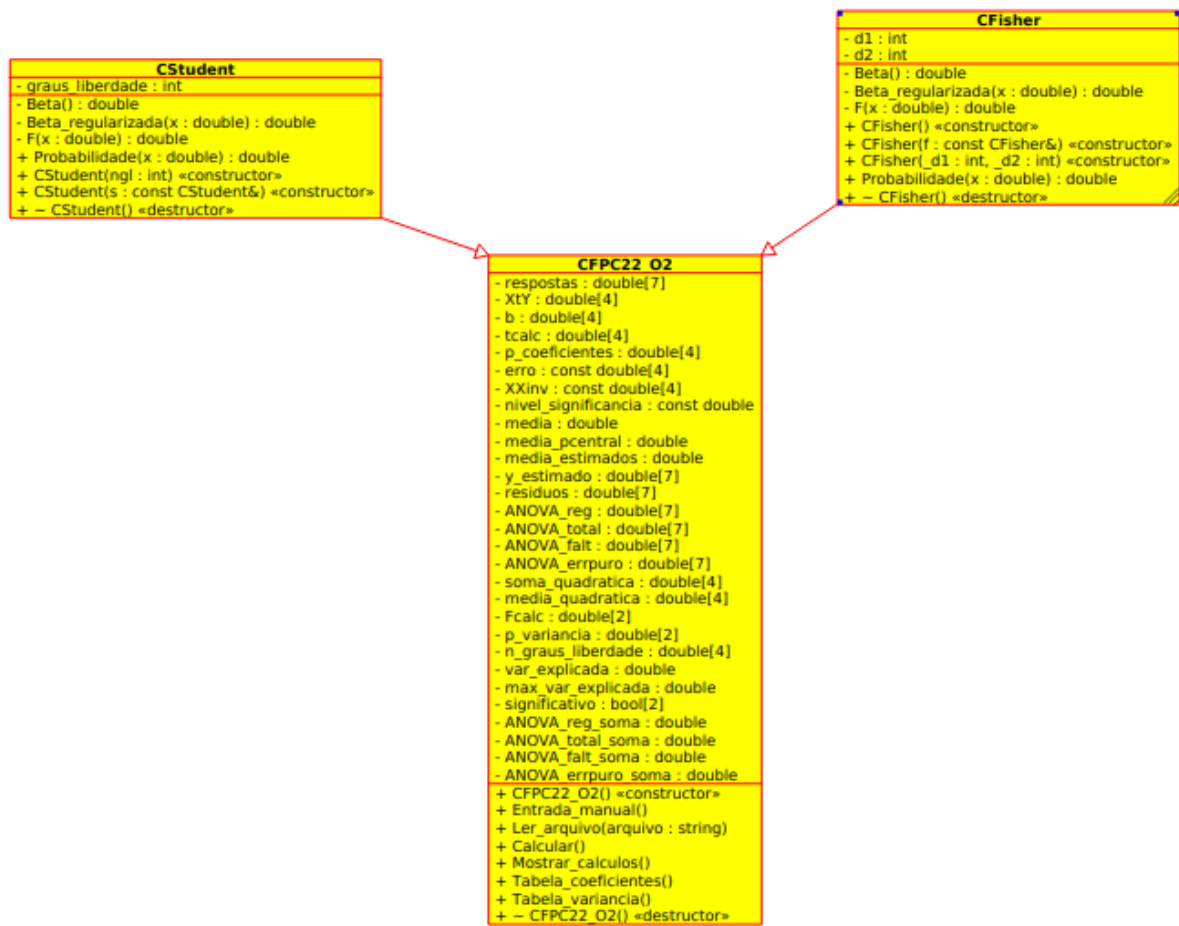 CStudent
- graus_liberdade : int
- Beta() : double
- Beta_regularizada(x : double) : double
- F(x : double) : double
+ Probabilidade(x : double) : double
+ CStudent(ngl : int) «constructor»
+ CStudent(s : const CStudent&) «constructor»
+ ~ CStudent() «destructor»
CFisher
- d1 : int
- d2 : int
- Beta() : double
- Beta_regularizada(x : double) : double
- F(x : double) : double
+ CFisher() «constructor»
+ CFisher(f : const CFisher&) «constructor»
+ CFisher(_d1 : int, _d2 : int) «constructor»
+ Probabilidade(x : double) : double
+ ~ CFisher() «destructor»
CFPC22_O2
- respostas : double[7]
- XtY : double[4]
- b : double[4]
- tcalc : double[4]
- p_coeficientes : double[4]
- erro : const double[4]
- XXinv : const double[4]
- nivel_significancia : const double
- media : double
- media_pcentral : double
- media_estimados : double
- y_estimado : double[7]
- residuos : double[7]
- ANOVA_reg : double[7]
- ANOVA_total : double[7]
- ANOVA_falt : double[7]
- ANOVA_errpuro : double[7]
- soma_quadratica : double[4]
- media_quadratica : double[4]
- Fcalc : double[2]
- p_variancia : double[2]
- n_graus_liberdade : double[4]
- var_explicada : double
- max_var_explicada : double
- significativo : bool[2]
- ANOVA_reg_soma : double
- ANOVA_total_soma : double
- ANOVA_falt_soma : double
- ANOVA_errpuro_soma : double
+ CFPC22_O2() «constructor»
+ Entrada_manual()
+ Ler_arquivo(arquivo : string)
+ Calcular()
+ Mostrar_calculos()
+ Tabela_coeficientes()
+ Tabela_variancia()
+ ~ CFPC22_O2() «destructor»